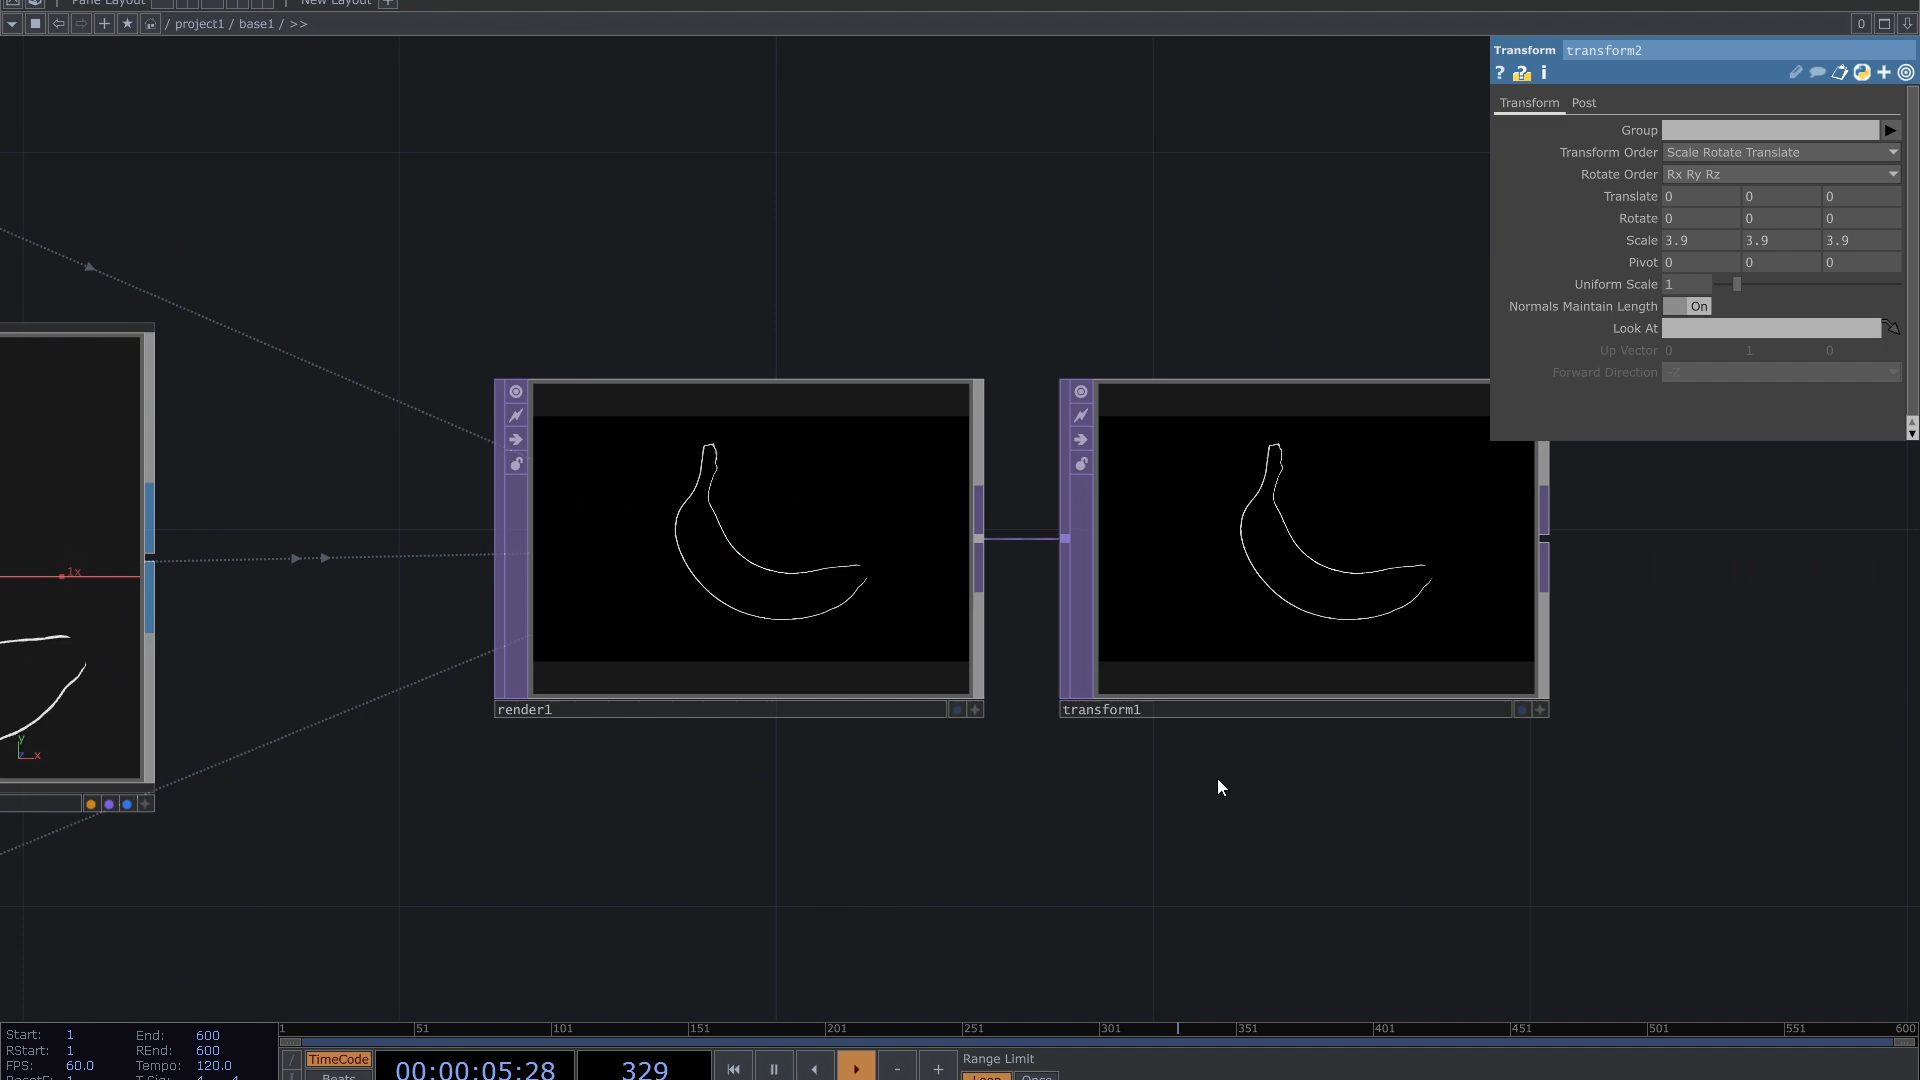 Pane Layout
New Layout
/ project1 / base1 / >>
0
Transform transform2
? ? i
Transform Post
Group
Transform Order Scale Rotate Translate
Rotate Order Rx Ry Rz
Translate 0 0 0
Rotate 0 0 0
Scale 3.9 3.9 3.9
Pivot 0 0 0
Uniform Scale 1
Normals Maintain Length On
Look At
Up Vector 0 1 0
Forward Direction -Z
1x
y
z x
render1
transform1
1 51 101 151 201 251 301 351 401 451 501 551 600
Start: 1 End: 600
RStart: 1 REnd: 600
FPS: 60.0 Tempo: 120.0
TimeCode
Beats
00:00:05:28
329
- +
Range Limit
Loop Once